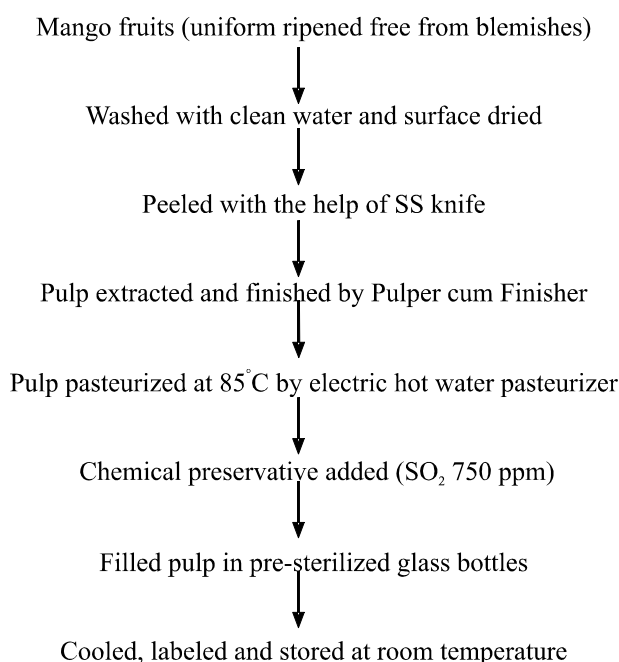 Mango fruits (uniform ripened free from blemishes)
Washed with clean water and surface dried
Peeled with the help of SS knife
Pulp extracted and finished by Pulper cum Finisher
Pulp pasteurized at 85°C by electric hot water pasteurizer
Chemical preservative added (SO₂ 750 ppm)
Filled pulp in pre-sterilized glass bottles
Cooled, labeled and stored at room temperature